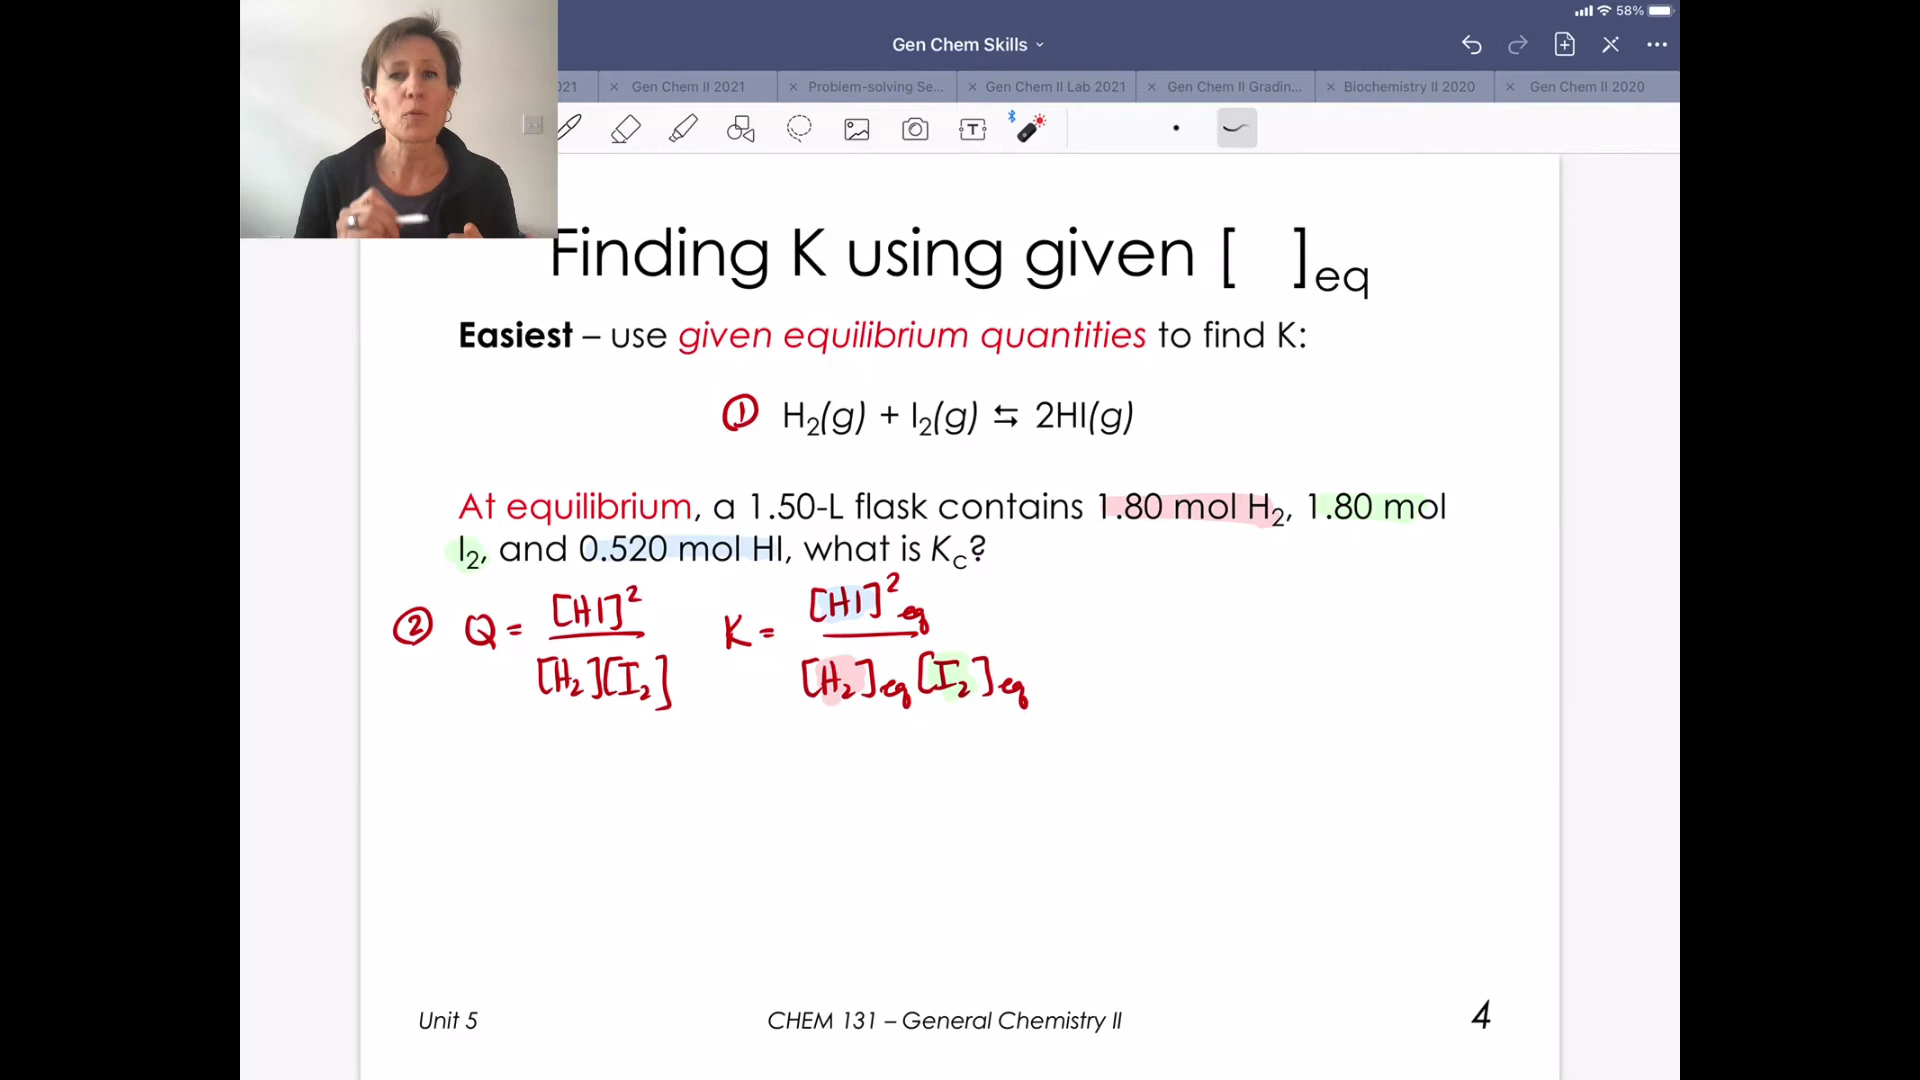 58%
Gen Chem Skills
021
Gen Chem II 2021
Problem-solving Se...
Gen Chem II Lab 2021
Gen Chem II Gradin...
Biochemistry II 2020
Gen Chem II 2020
T
Finding K using given [ ]eq
Easiest – use given equilibrium quantities to find K:
① H₂(g) + I₂(g) ⇆ 2HI(g)
At equilibrium, a 1.50-L flask contains 1.80 mol H₂, 1.80 mol
I₂, and 0.520 mol HI, what is Kc?
② Q = [HI]² / [H₂][I₂] K = [HI]²eq / [H₂]eq [I₂]eq
Unit 5
CHEM 131 – General Chemistry II
4